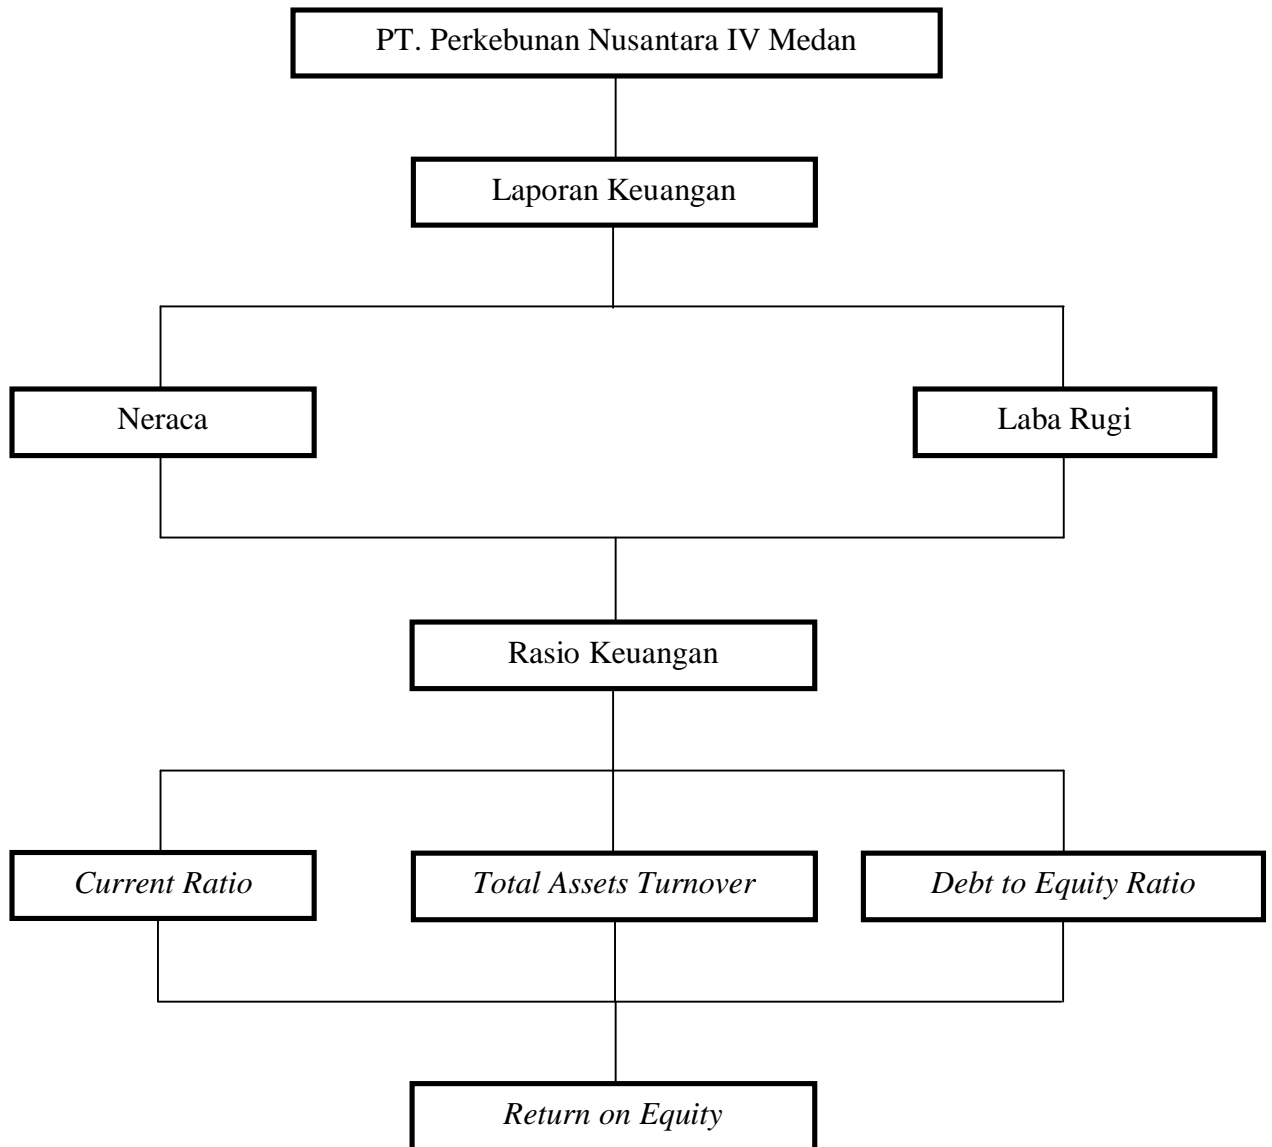 PT. Perkebunan Nusantara IV Medan
Laporan Keuangan
Neraca
Laba Rugi
Rasio Keuangan
Current Ratio
Total Assets Turnover
Debt to Equity Ratio
Return on Equity